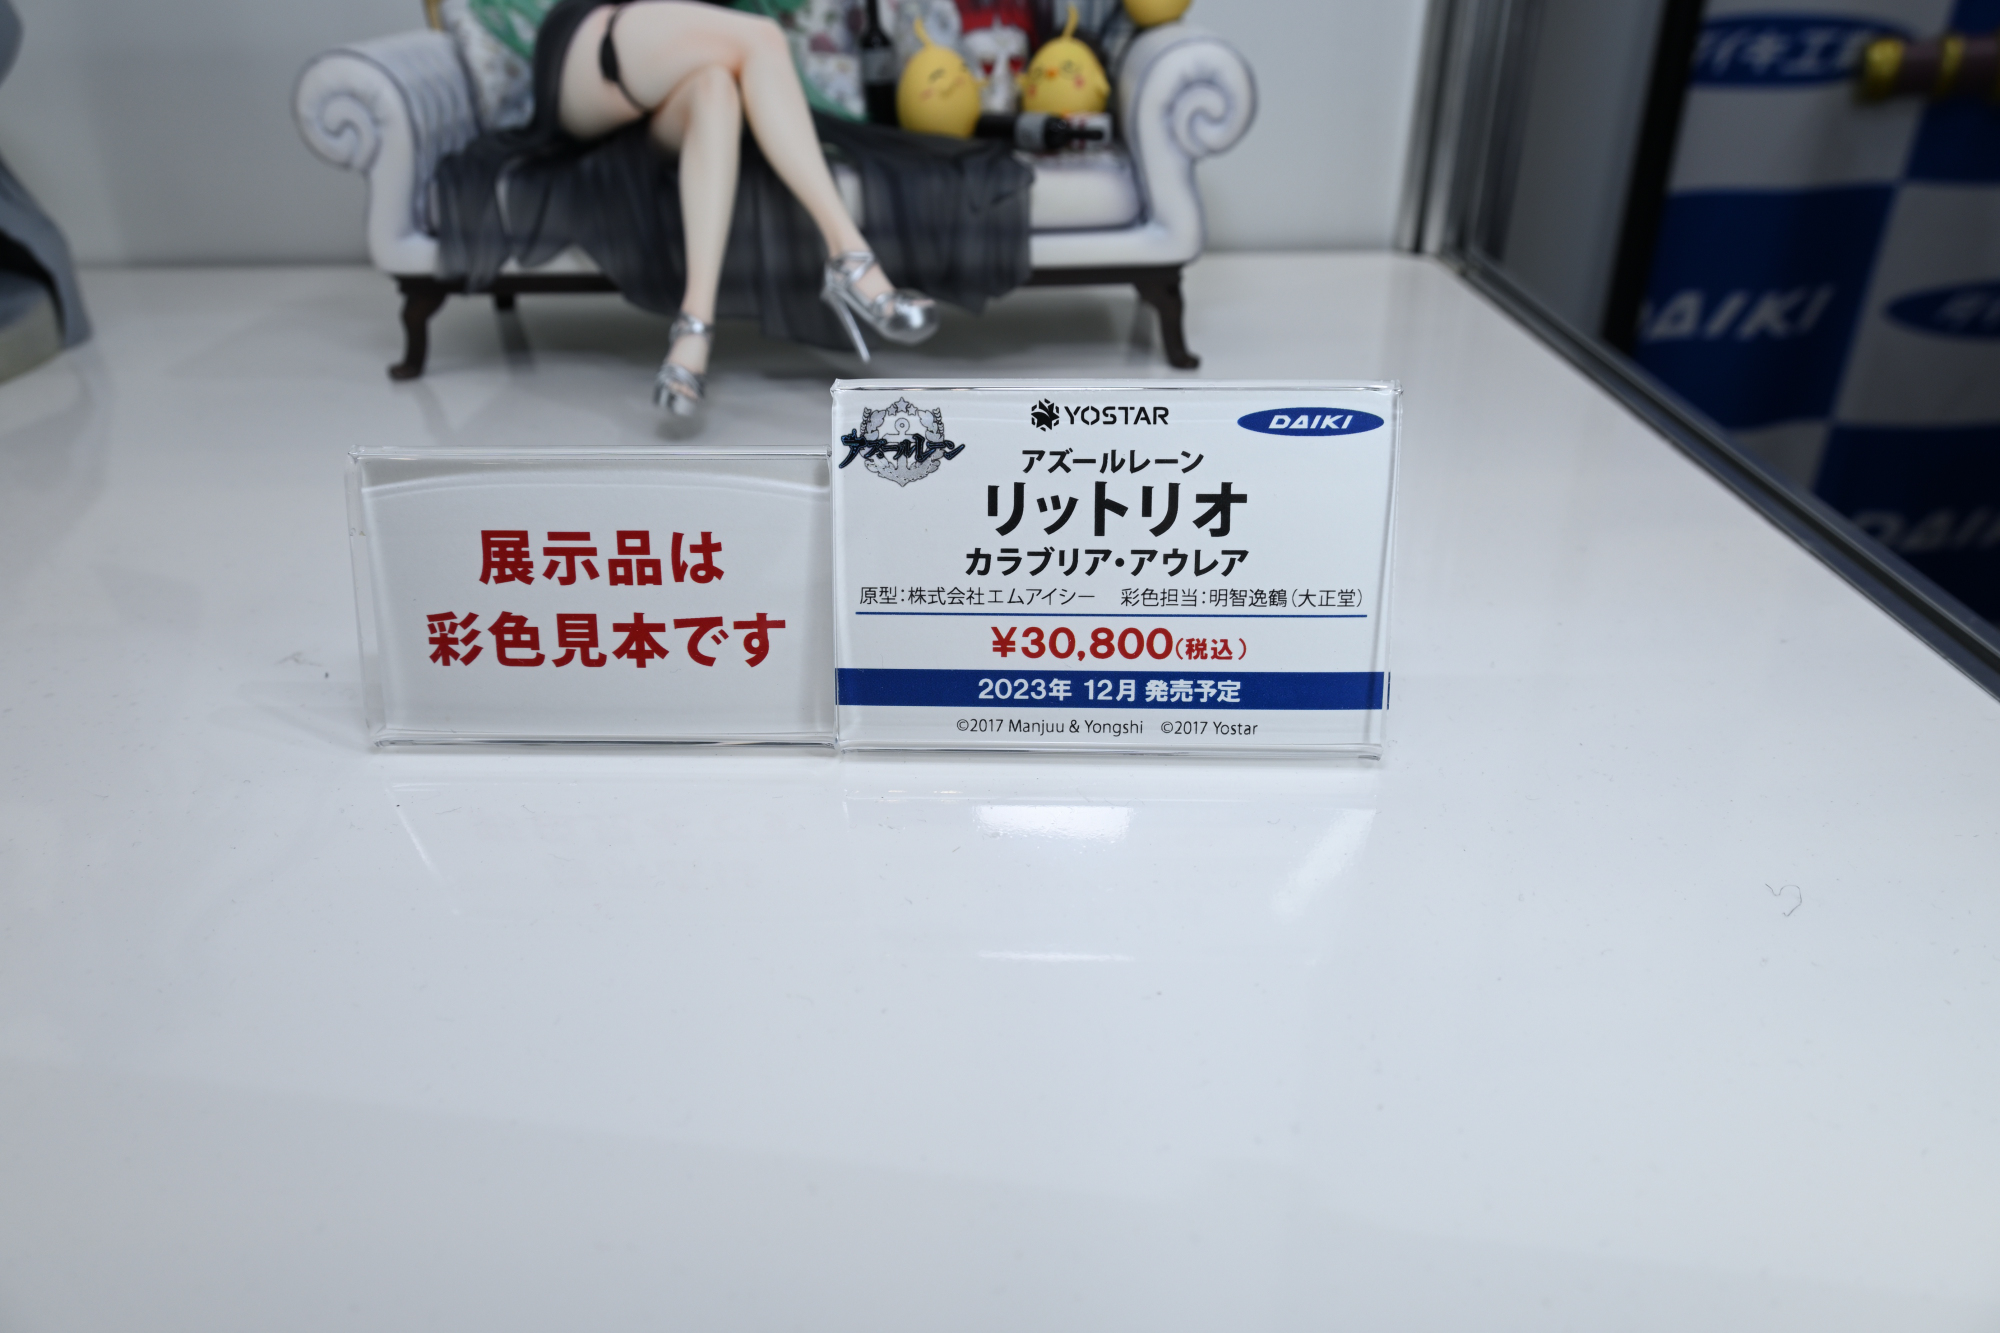 展示品は
彩色見本です
アズールレーン
YOSTAR
DAIKI
アズールレーン
リットリオ
カラブリア・アウレア
原型：株式会社エムアイシー　彩色担当：明智逸鶴（大正堂）
¥30,800（税込）
2023年 12月 発売予定
©2017 Manjuu & Yongshi　©2017 Yostar
DAIKI
DAIKI